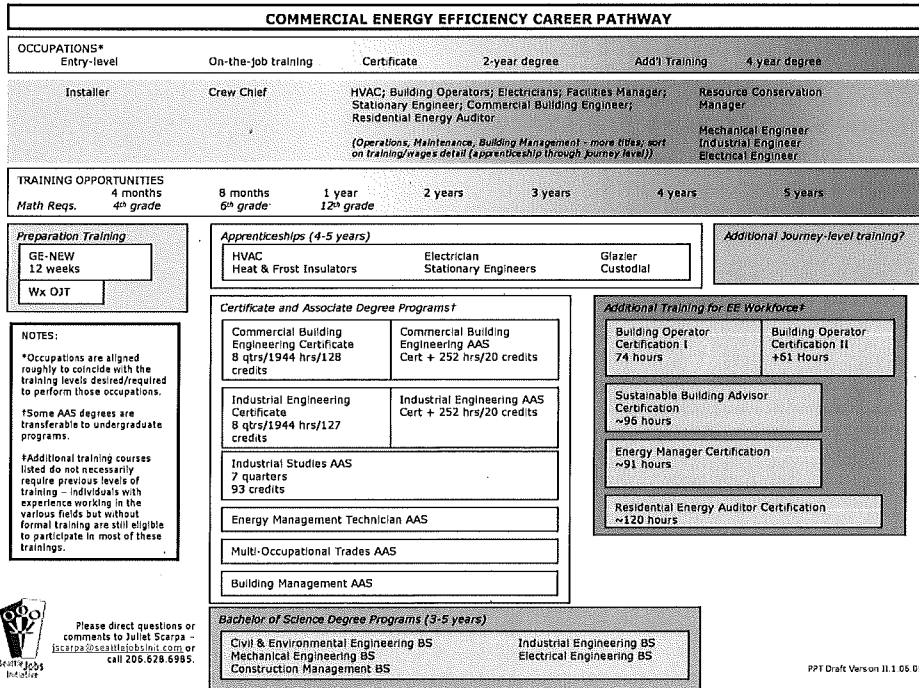 COMMERCIAL ENERGY EFFICIENCY CAREER PATHWAY
OCCUPATIONS*
Entry-level On-the-job training Certificate 2-year degree Add'l Training 4 year degree
Installer
Crew Chief
HVAC; Building Operators; Electricians; Facilities Manager;
Stationary Engineer; Commercial Building Engineer;
Residential Energy Auditor
(Operations, Maintenance, Building Management - more titles; sort
on training/wages detail (apprenticeship through journey level))
Resource Conservation
Manager
Mechanical Engineer
Industrial Engineer
Electrical Engineer
TRAINING OPPORTUNITIES
4 months 8 months 1 year 2 years 3 years 4 years 5 years
Math Reqs. 4th grade 6th grade 12th grade
Preparation Training
GE-NEW
12 weeks
Wx OJT
Apprenticeships (4-5 years)
HVAC Electrician Glazier
Heat & Frost Insulators Stationary Engineers Custodial
Additional Journey-level training?
NOTES:
*Occupations are aligned
roughly to coincide with the
training levels desired/required
to perform those occupations.
†Some AAS degrees are
transferable to undergraduate
programs.
‡Additional training courses
listed do not necessarily
require previous levels of
training – individuals with
experience working in the
various fields but without
formal training are still eligible
to participate in most of these
trainings.
Certificate and Associate Degree Programs†
Commercial Building
Engineering Certificate
8 qtrs/1944 hrs/128
credits
Commercial Building
Engineering AAS
Cert + 252 hrs/20 credits
Industrial Engineering
Certificate
8 qtrs/1944 hrs/127
credits
Industrial Engineering AAS
Cert + 252 hrs/20 credits
Industrial Studies AAS
7 quarters
93 credits
Energy Management Technician AAS
Multi-Occupational Trades AAS
Building Management AAS
Additional Training for EE Workforce‡
Building Operator
Certification I
74 hours
Building Operator
Certification II
+61 Hours
Sustainable Building Advisor
Certification
~96 hours
Energy Manager Certification
~91 hours
Residential Energy Auditor Certification
~120 hours
Bachelor of Science Degree Programs (3-5 years)
Civil & Environmental Engineering BS
Mechanical Engineering BS
Construction Management BS
Industrial Engineering BS
Electrical Engineering BS
Seattle Jobs
Initiative
Please direct questions or
comments to Juliet Scarpa –
jscarpa@seattlejobsinit.com or
call 206.628.6985.
PPT Draft Version II.1.06.0